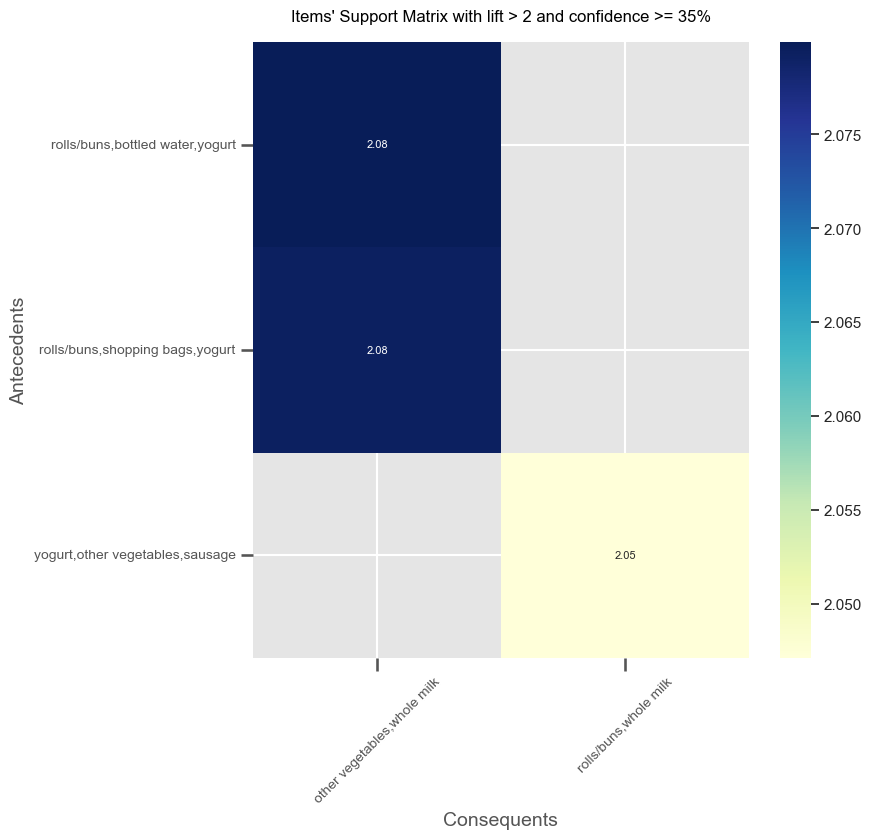 Items' Support Matrix with lift > 2 and confidence >= 35%
rolls/buns,bottled water,yogurt
rolls/buns,shopping bags,yogurt
yogurt,other vegetables,sausage
Antecedents
2.08
2.08
2.05
other vegetables,whole milk
rolls/buns,whole milk
Consequents
2.075
2.070
2.065
2.060
2.055
2.050